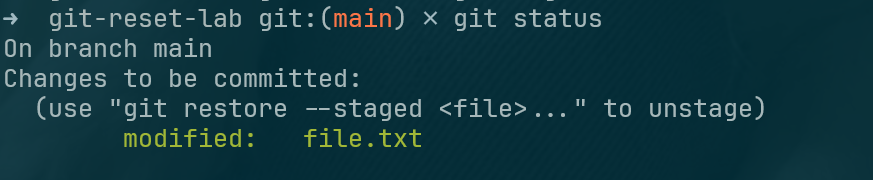 ➜ git-reset-lab git:(main) ✗ git status
On branch main
Changes to be committed:
(use "git restore --staged <file>..." to unstage)
modified: file.txt